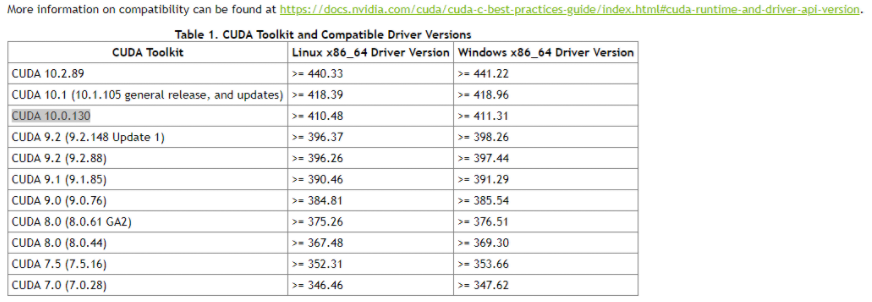 More information on compatibility can be found at https://docs.nvidia.com/cuda/cuda-c-best-practices-guide/index.html#cuda-runtime-and-driver-api-version.
Table 1. CUDA Toolkit and Compatible Driver Versions
CUDA Toolkit Linux x86_64 Driver Version Windows x86_64 Driver Version
CUDA 10.2.89 >= 440.33 >= 441.22
CUDA 10.1 (10.1.105 general release, and updates) >= 418.39 >= 418.96
CUDA 10.0.130 >= 410.48 >= 411.31
CUDA 9.2 (9.2.148 Update 1) >= 396.37 >= 398.26
CUDA 9.2 (9.2.88) >= 396.26 >= 397.44
CUDA 9.1 (9.1.85) >= 390.46 >= 391.29
CUDA 9.0 (9.0.76) >= 384.81 >= 385.54
CUDA 8.0 (8.0.61 GA2) >= 375.26 >= 376.51
CUDA 8.0 (8.0.44) >= 367.48 >= 369.30
CUDA 7.5 (7.5.16) >= 352.31 >= 353.66
CUDA 7.0 (7.0.28) >= 346.46 >= 347.62